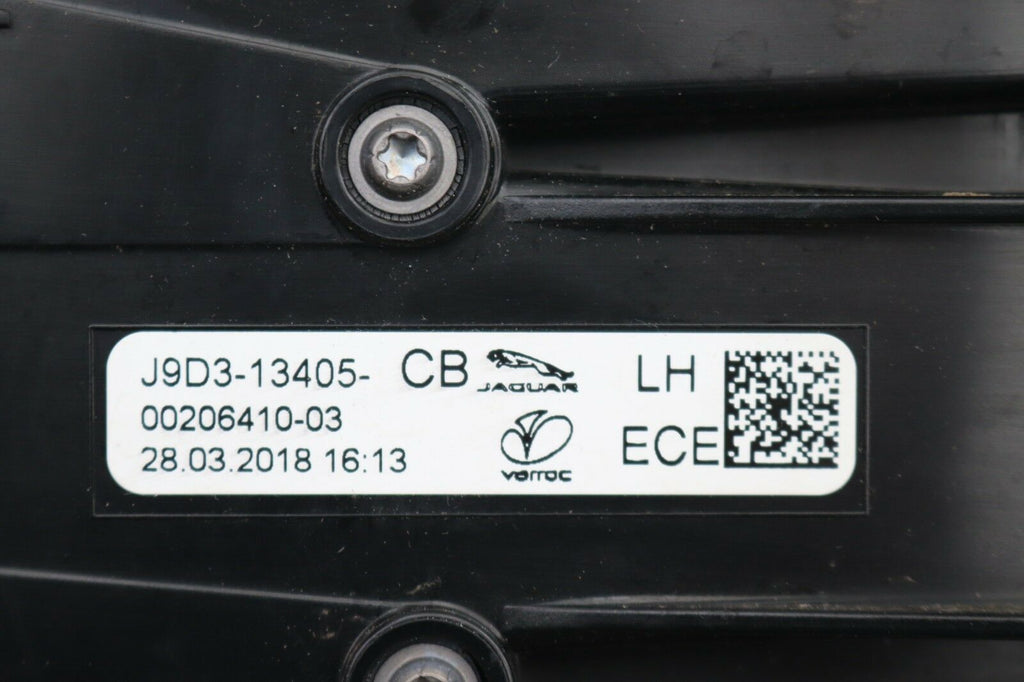 J9D3-13405- CB JAGUAR LH
00206410-03
28.03.2018 16:13 varroc ECE